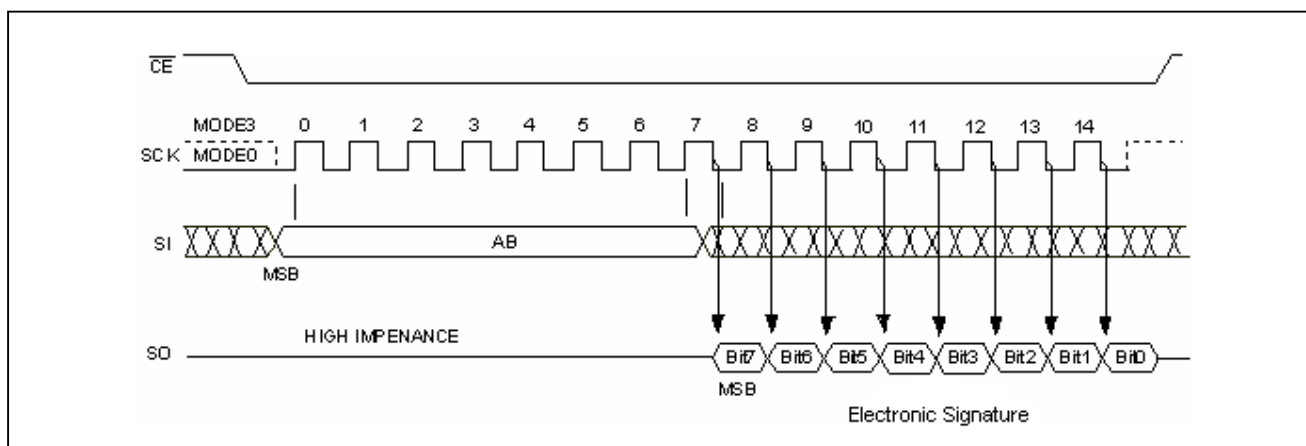 CE
MODE3 0 1 2 3 4 5 6 7 8 9 10 11 12 13 14
SCK MODE0
SI AB
MSB
HIGH IMPENANCE
SO Bit7 Bit6 Bit5 Bit4 Bit3 Bit2 Bit1 Bit0
MSB
Electronic Signature